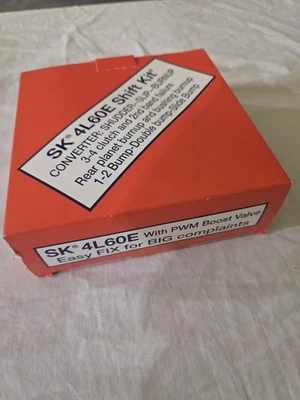 SK® 4L60E Shift Kit®
CONVERTER: SHUDDER--SLIP--BURNUP
3-4 clutch and 2nd band failure
Rear planet burnup and bushing burnup
1-2 Bump-Double bump-Slide Bump
SK® 4L60E With PWM Boost Valve
Easy FIX for BIG complaints